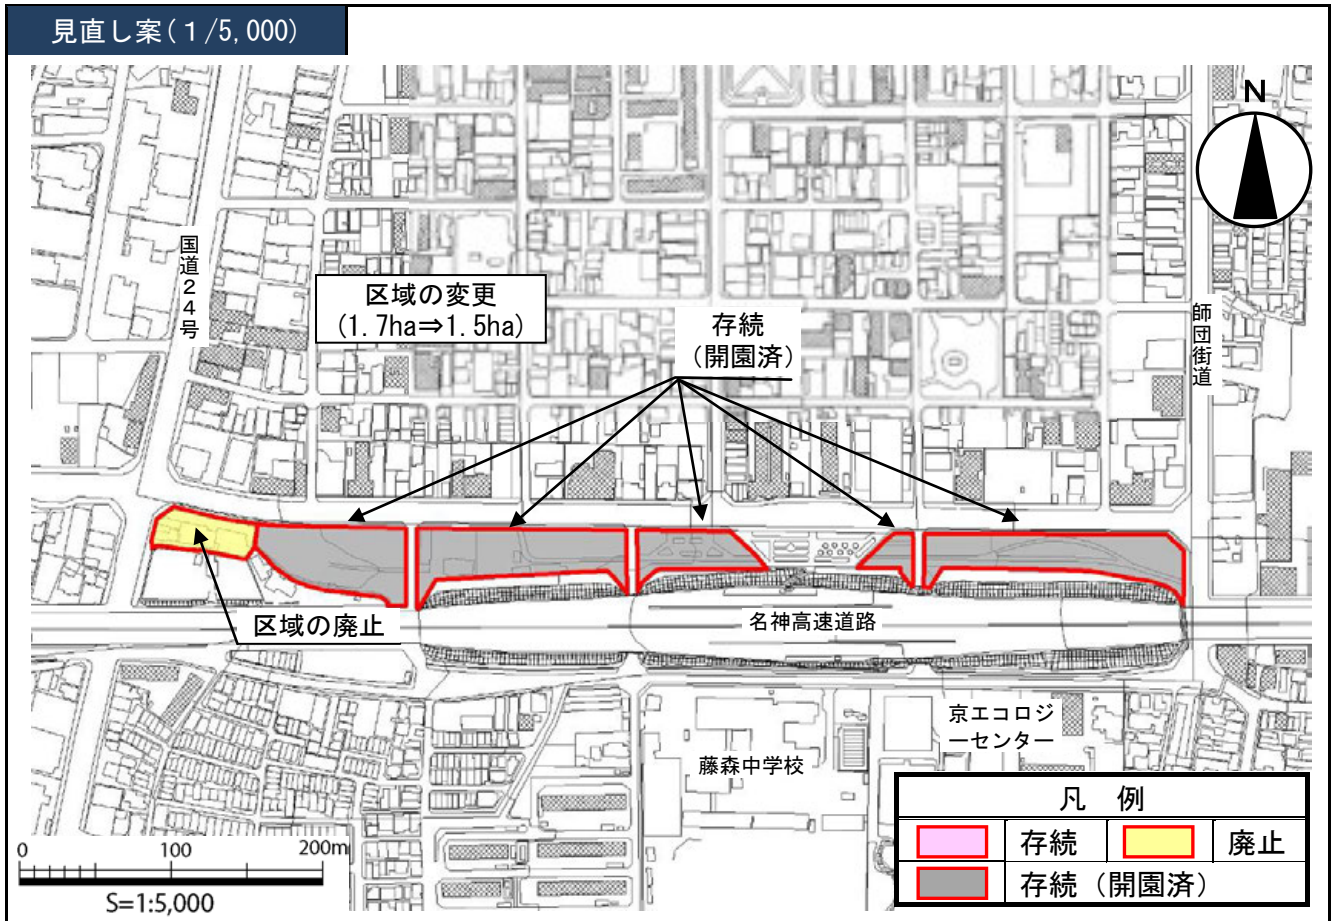 見直し案(1/5,000)
N
国道24号
区域の変更
(1.7ha⇒1.5ha)
存続
(開園済)
師団街道
区域の廃止
名神高速道路
京エコロジ
ーセンター
藤森中学校
凡 例
存続 廃止
存続(開園済)
0 100 200m
S=1:5,000